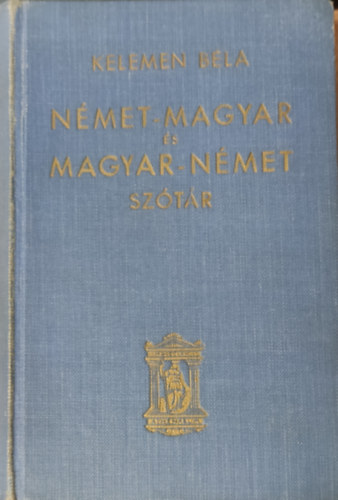 KELEMEN BÉLA
NÉMET-MAGYAR
ÉS
MAGYAR-NÉMET
SZÓTÁR